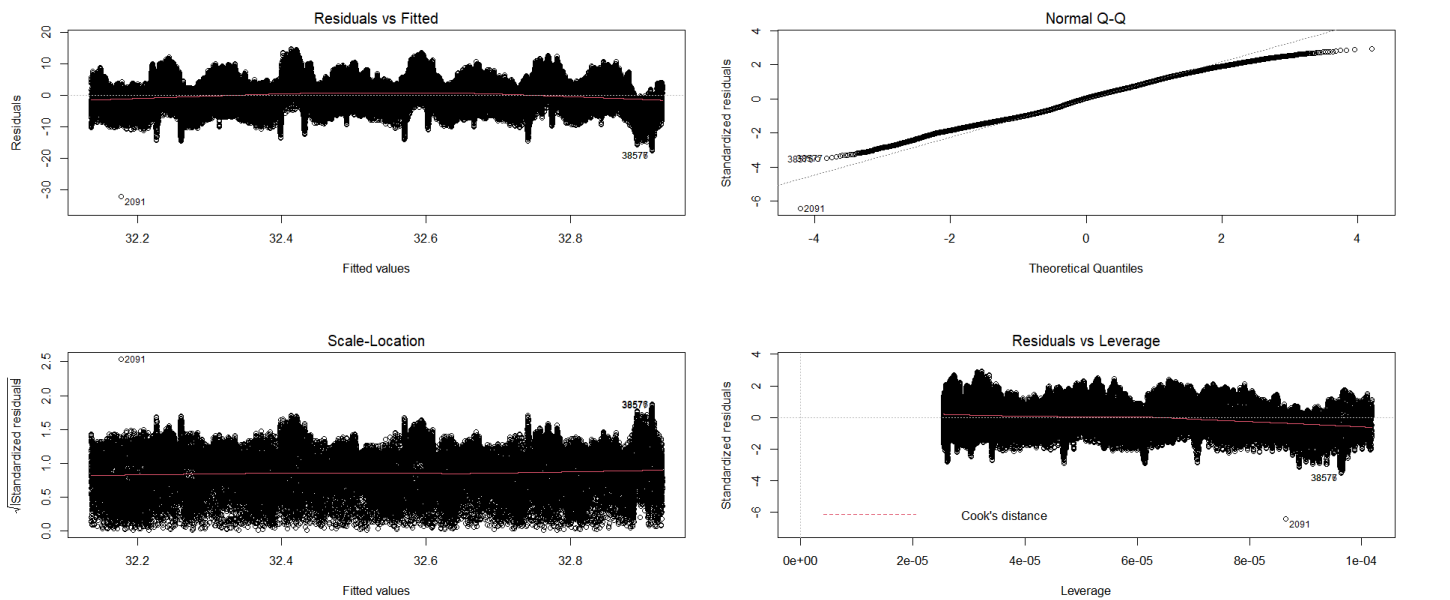 Residuals vs Fitted
20
10
0
-10
-20
-30
Residuals
38577
2091
32.2 32.4 32.6 32.8
Fitted values
Normal Q-Q
4
2
0
-2
-4
-6
Standardized residuals
38577
2091
-4 -2 0 2 4
Theoretical Quantiles
Scale-Location
2.5
2.0
1.5
1.0
0.5
0.0
√|Standardized residuals|
2091
32.2 32.4 32.6 32.8
Fitted values
Residuals vs Leverage
4
2
0
-2
-4
-6
Standardized residuals
2091
Cook's distance
0e+00 2e-05 4e-05 6e-05 8e-05 1e-04
Leverage